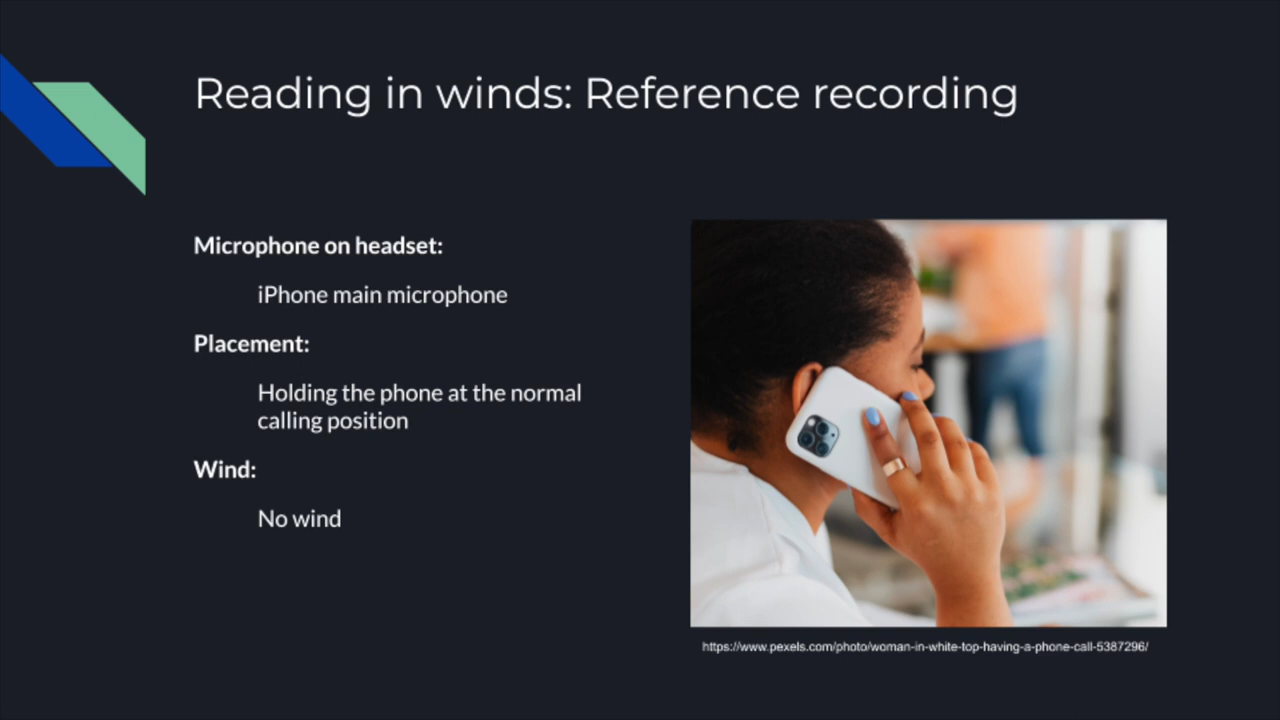 Reading in winds: Reference recording
Microphone on headset:
iPhone main microphone
Placement:
Holding the phone at the normal
calling position
Wind:
No wind
https://www.pexels.com/photo/woman-in-white-top-having-a-phone-call-5387296/